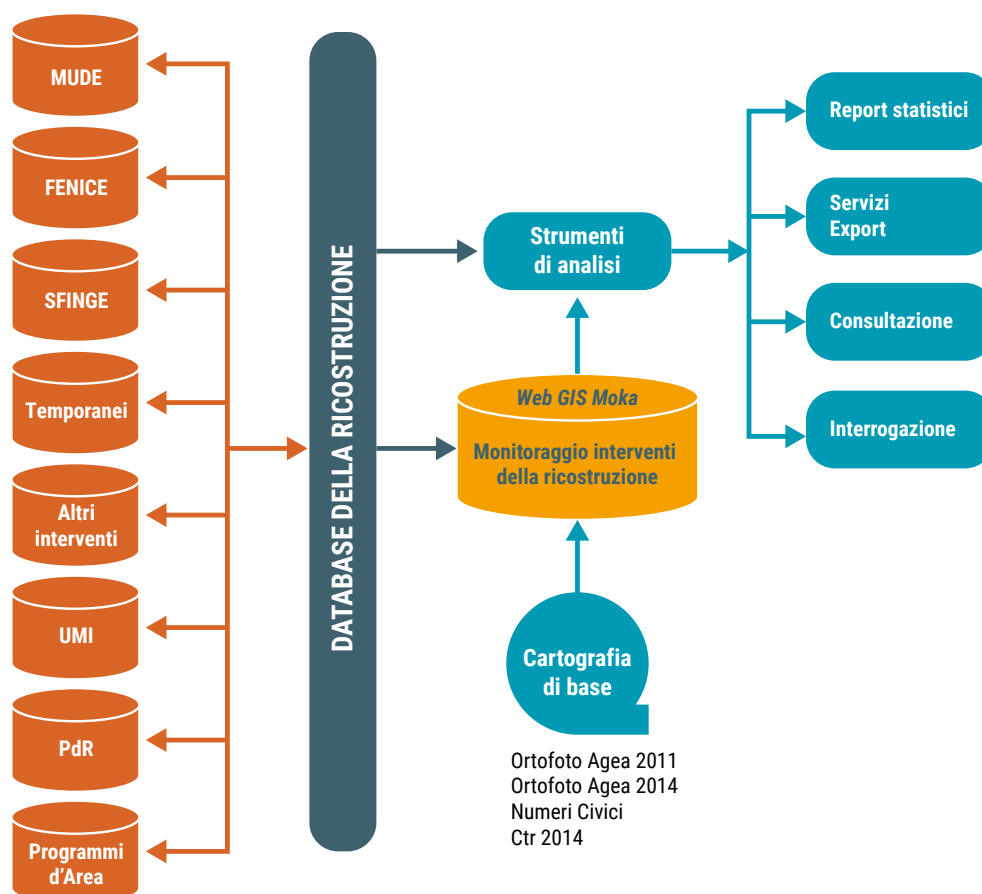 MUDE
FENICE
SFINGE
Temporanei
Altri
interventi
UMI
PdR
Programmi
d'Area
DATABASE DELLA RICOSTRUZIONE
Strumenti
di analisi
Web GIS Moka
Monitoraggio interventi
della ricostruzione
Cartografia
di base
Ortofoto Agea 2011
Ortofoto Agea 2014
Numeri Civici
Ctr 2014
Report statistici
Servizi
Export
Consultazione
Interrogazione